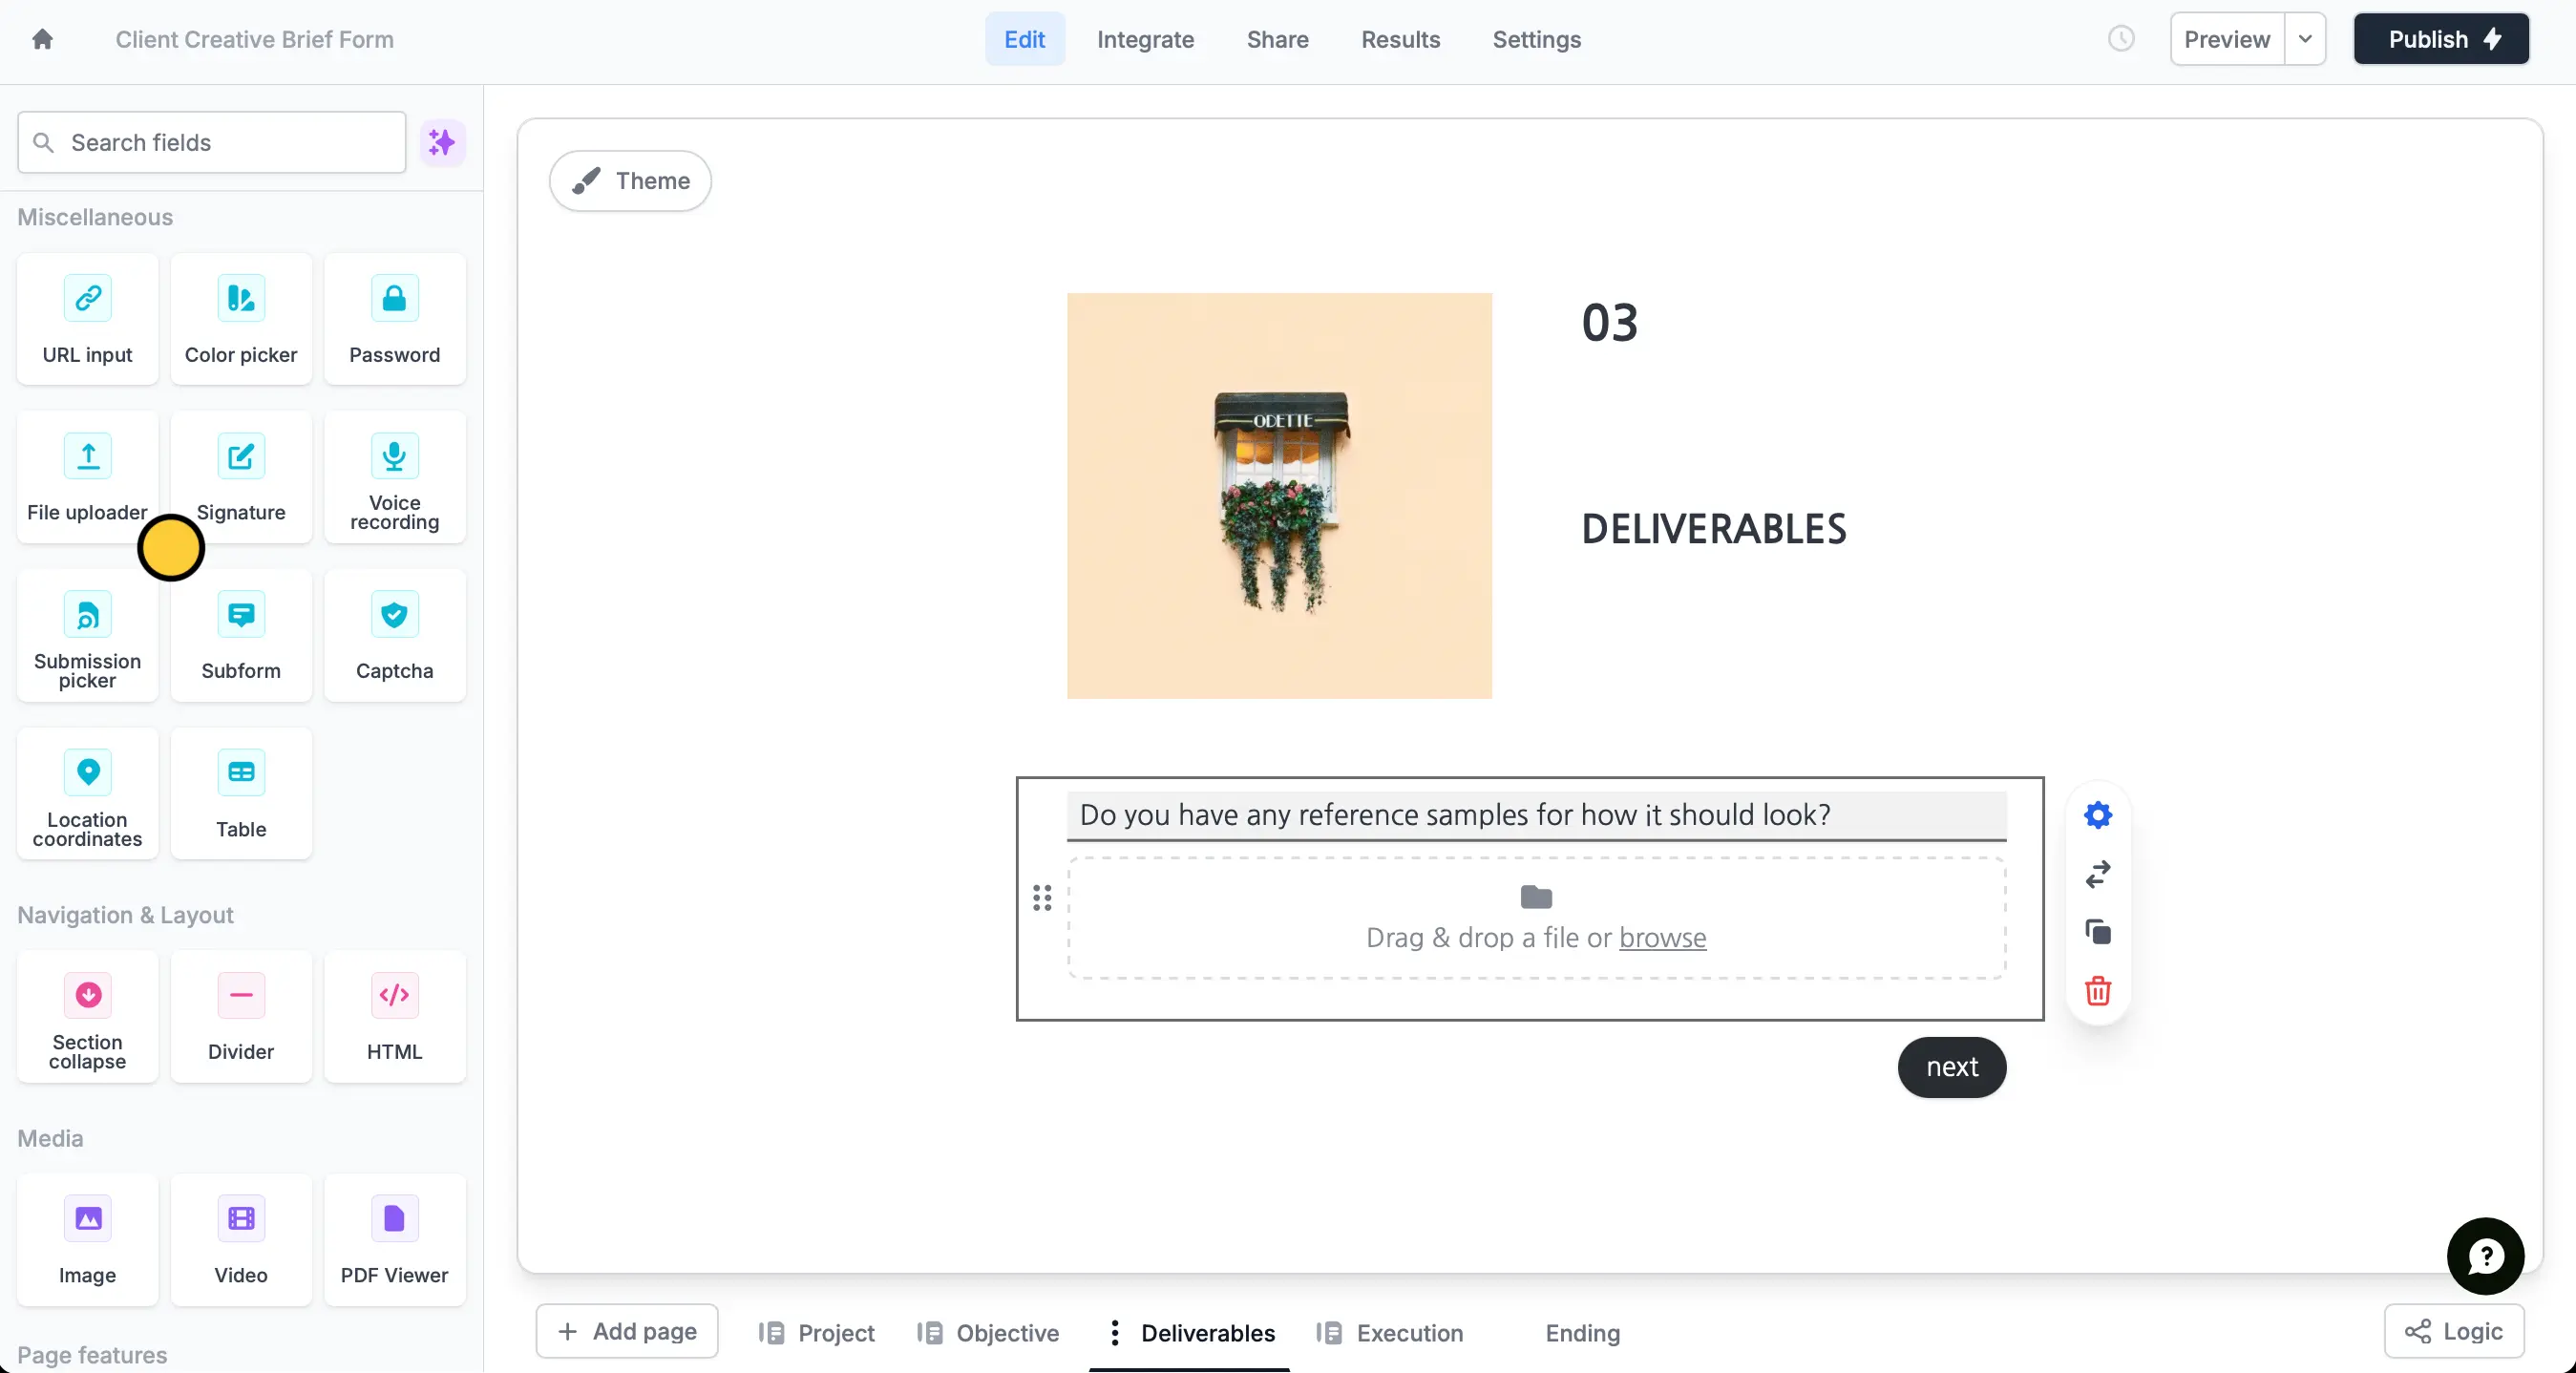 Client Creative Brief Form
Edit
Integrate
Share
Results
Settings
Preview
Publish
Search fields
Miscellaneous
URL input
Color picker
Password
File uploader
Signature
Voice
recording
Submission
picker
Subform
Captcha
Location
coordinates
Table
Navigation & Layout
Section
collapse
Divider
HTML
Media
Image
Video
PDF Viewer
Page features
Theme
ODETTE
03
DELIVERABLES
Do you have any reference samples for how it should look?
Drag & drop a file or browse
next
Add page
Project
Objective
Deliverables
Execution
Ending
Logic